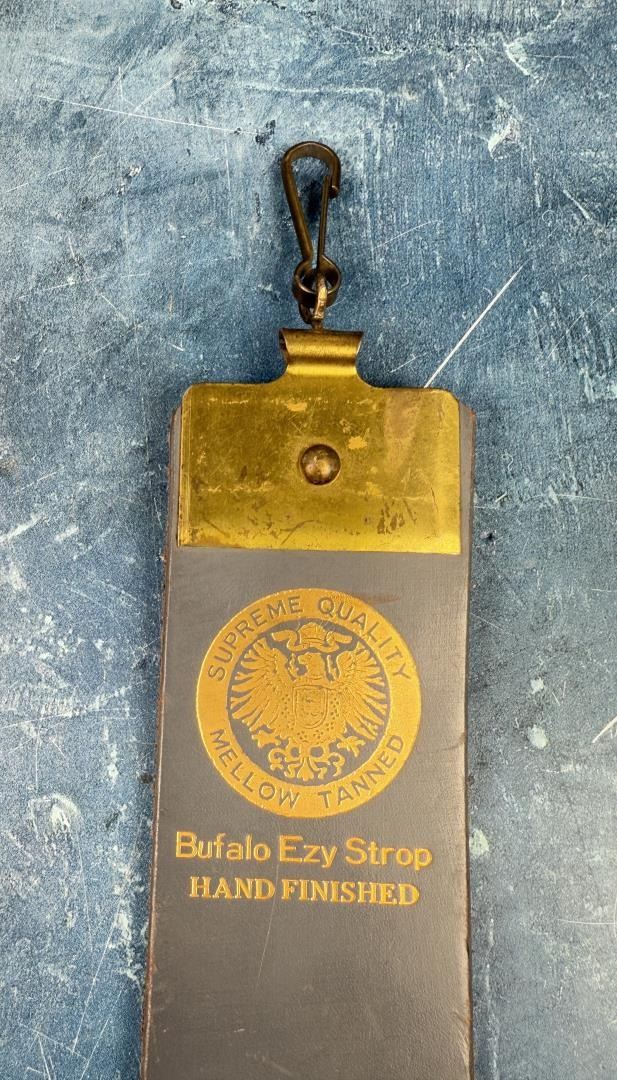 SUPREME QUALITY
MELLOW TANNED
Bufalo Ezy Strop
HAND FINISHED